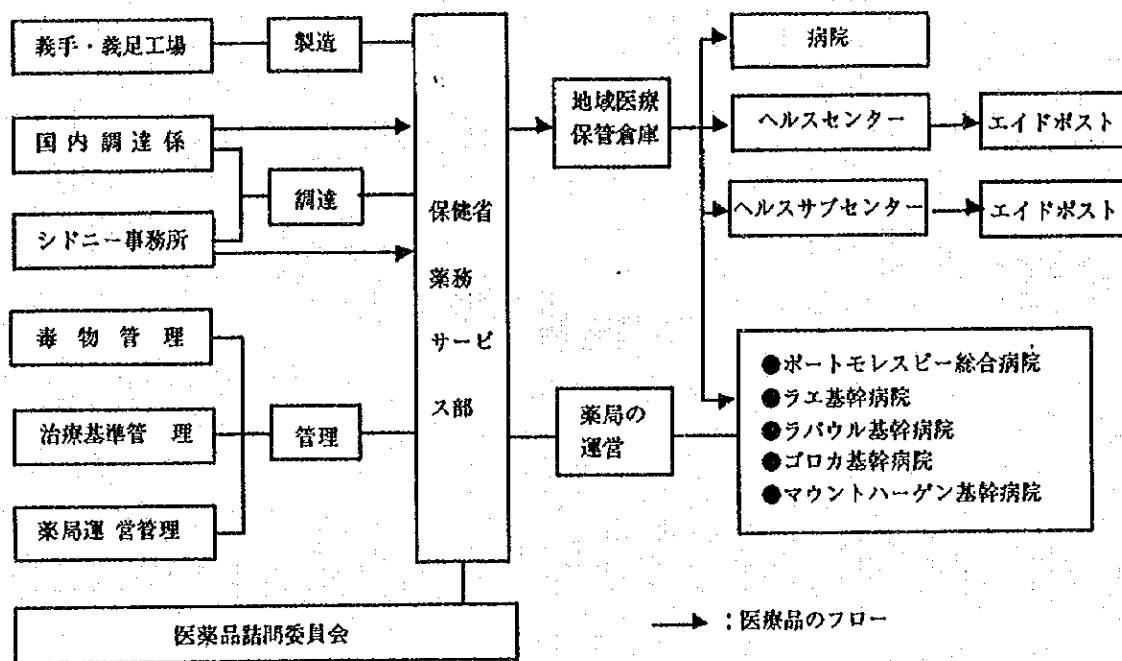 義手・義足工場
製造
国内調達係
調達
シドニー事務所
毒物管理
治療基準管理
管理
薬局運営管理
保健省
薬務
サービ
ス部
医薬品諮問委員会
地域医療
保管倉庫
薬局の
運営
病院
ヘルスセンター
エイドポスト
ヘルスサブセンター
エイドポスト
●ポートモレスビー総合病院
●ラエ基幹病院
●ラバウル基幹病院
●ゴロカ基幹病院
●マウントハーゲン基幹病院
:医療品のフロー